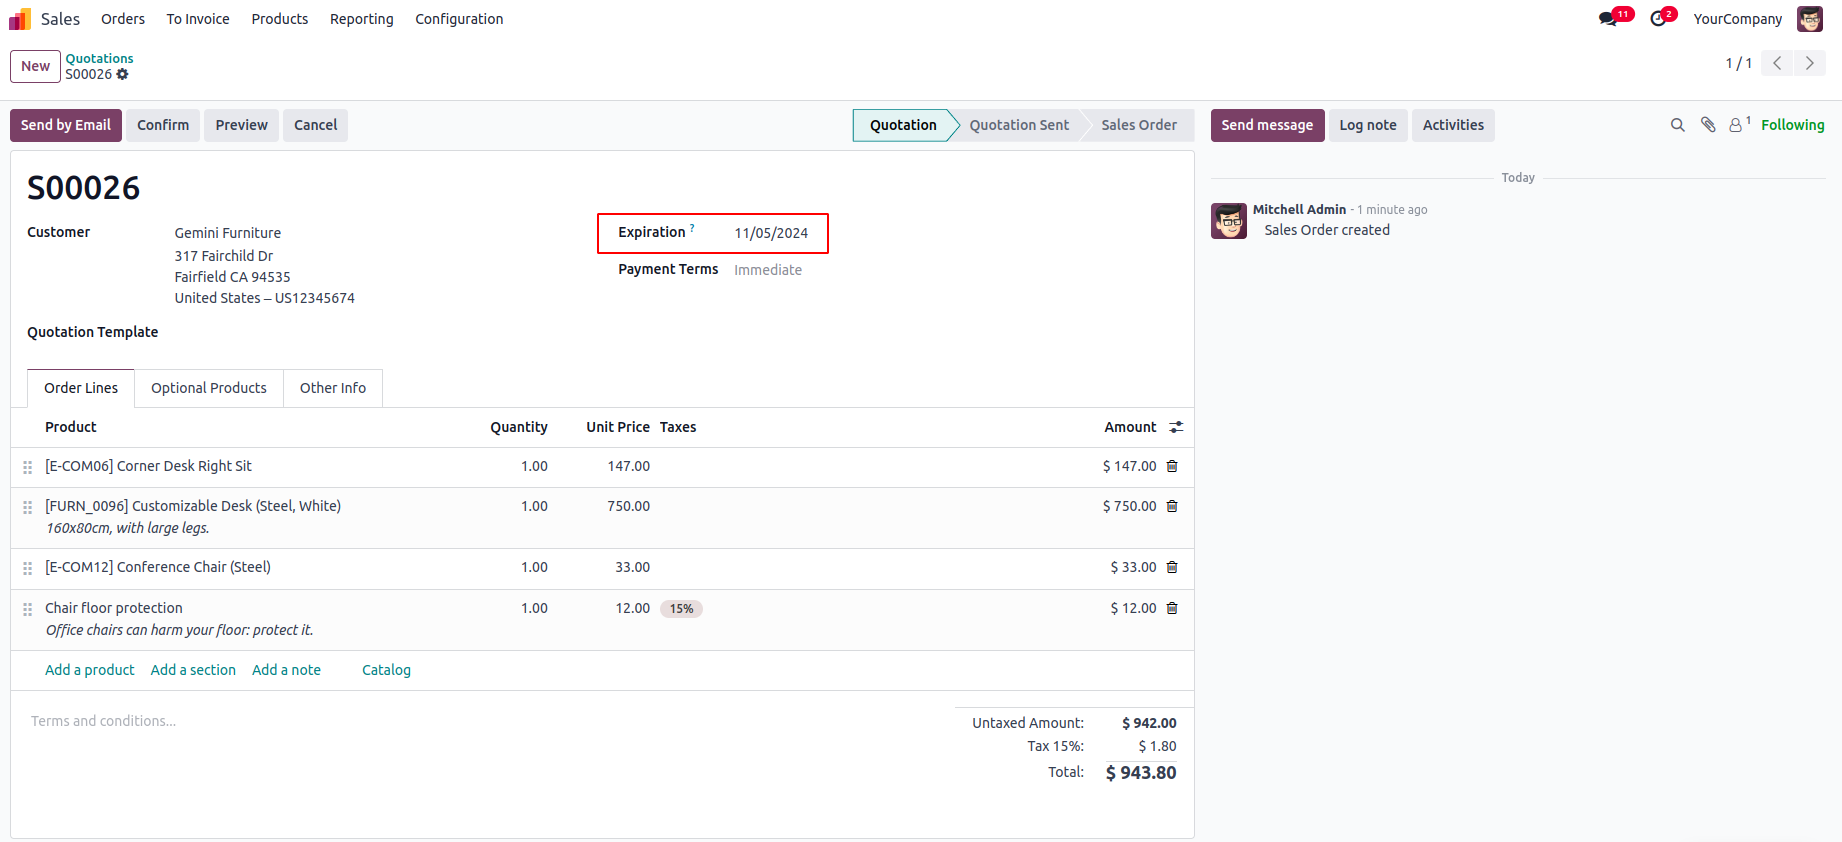 Sales Orders To Invoice Products Reporting Configuration 11 2 YourCompany
New Quotations 1 / 1
S00026
Send by Email Confirm Preview Cancel Quotation Quotation Sent Sales Order Send message Log note Activities 1 Following
S00026
Today
Mitchell Admin - 1 minute ago
Sales Order created
Customer Gemini Furniture Expiration ? 11/05/2024
317 Fairchild Dr
Fairfield CA 94535 Payment Terms Immediate
United States – US12345674
Quotation Template
Order Lines Optional Products Other Info
Product Quantity Unit Price Taxes Amount
[E-COM06] Corner Desk Right Sit 1.00 147.00 $ 147.00
[FURN_0096] Customizable Desk (Steel, White) 1.00 750.00 $ 750.00
160x80cm, with large legs.
[E-COM12] Conference Chair (Steel) 1.00 33.00 $ 33.00
Chair floor protection 1.00 12.00 15% $ 12.00
Office chairs can harm your floor: protect it.
Add a product Add a section Add a note Catalog
Terms and conditions...
Untaxed Amount: $ 942.00
Tax 15%: $ 1.80
Total: $ 943.80